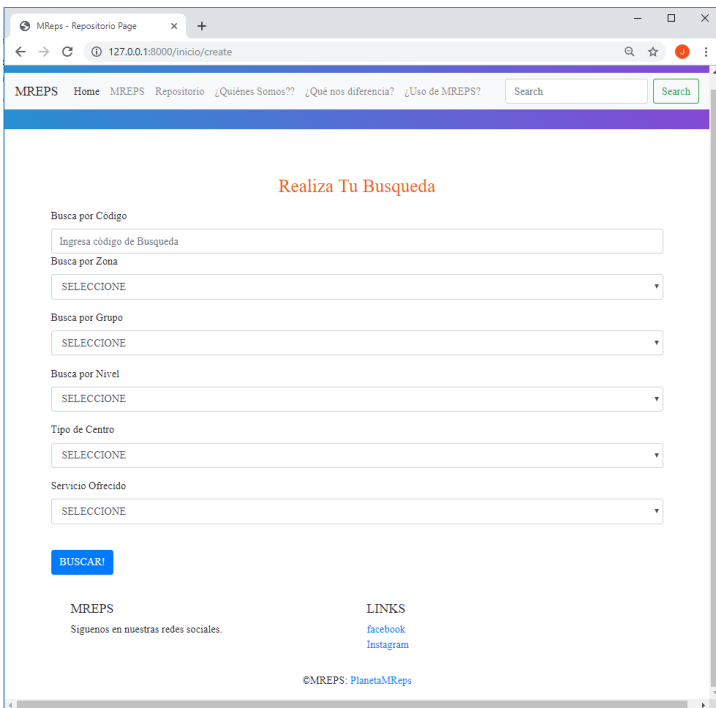 MReps - Repositorio Page
127.0.0.1:8000/inicio/create
J
MREPS Home MREPS Repositorio ¿Quiénes Somos?? ¿Qué nos diferencia? ¿Uso de MREPS? Search Search
Realiza Tu Busqueda
Busca por Código
Ingresa código de Busqueda
Busca por Zona
SELECCIONE
Busca por Grupo
SELECCIONE
Busca por Nivel
SELECCIONE
Tipo de Centro
SELECCIONE
Servicio Ofrecido
SELECCIONE
BUSCAR!
MREPS LINKS
Siguenos en nuestras redes sociales. facebook
Instagram
©MREPS: PlanetaMReps